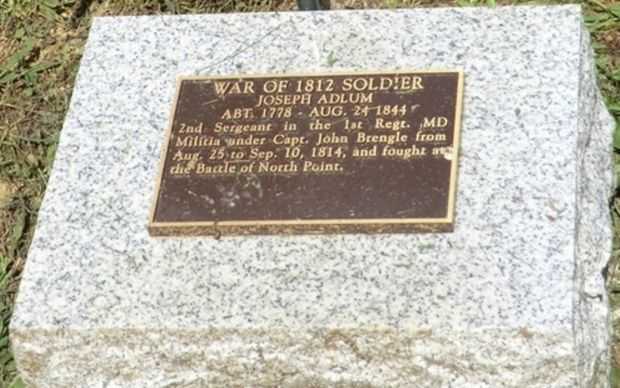 WAR OF 1812 SOLDIER
JOSEPH ADLUM
ABT. 1778 - AUG. 24 1844
2nd Sergeant in the 1st Regt. MD
Militia under Capt. John Brengle from
Aug. 25 to Sep. 10, 1814, and fought at
the Battle of North Point.